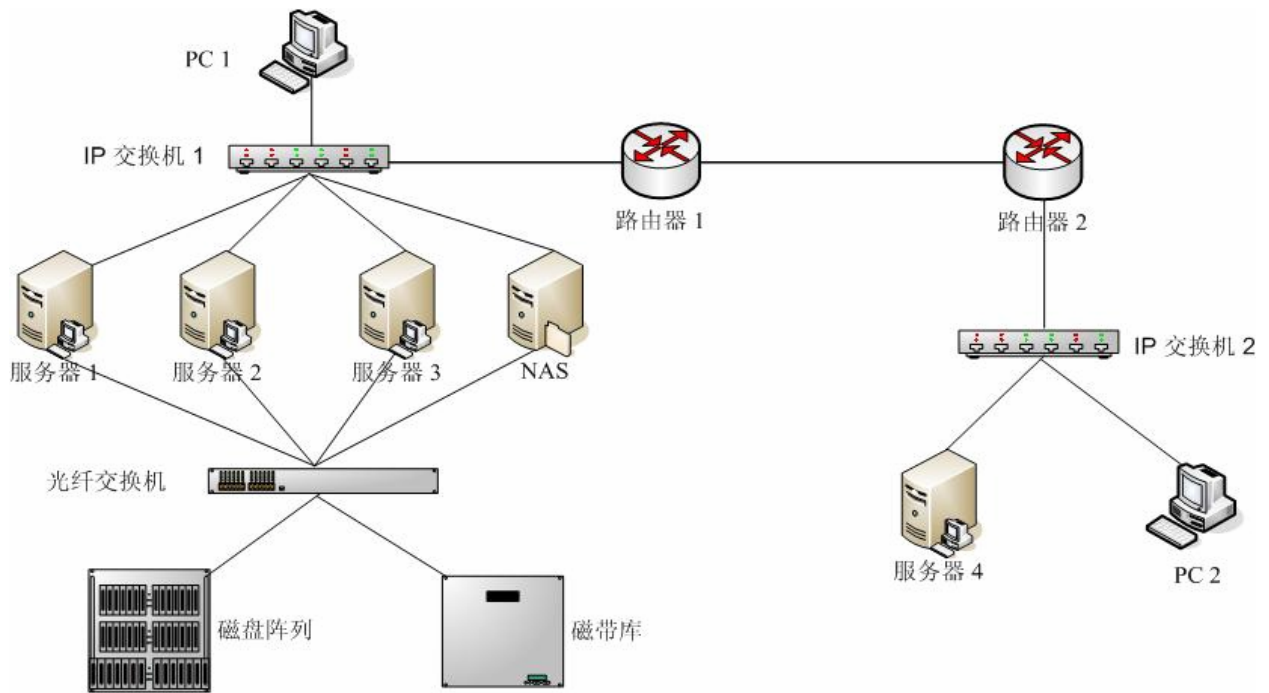 PC 1
IP 交换机 1
路由器 1
路由器 2
服务器 1
服务器 2
服务器 3
NAS
IP 交换机 2
光纤交换机
服务器 4
PC 2
磁盘阵列
磁带库